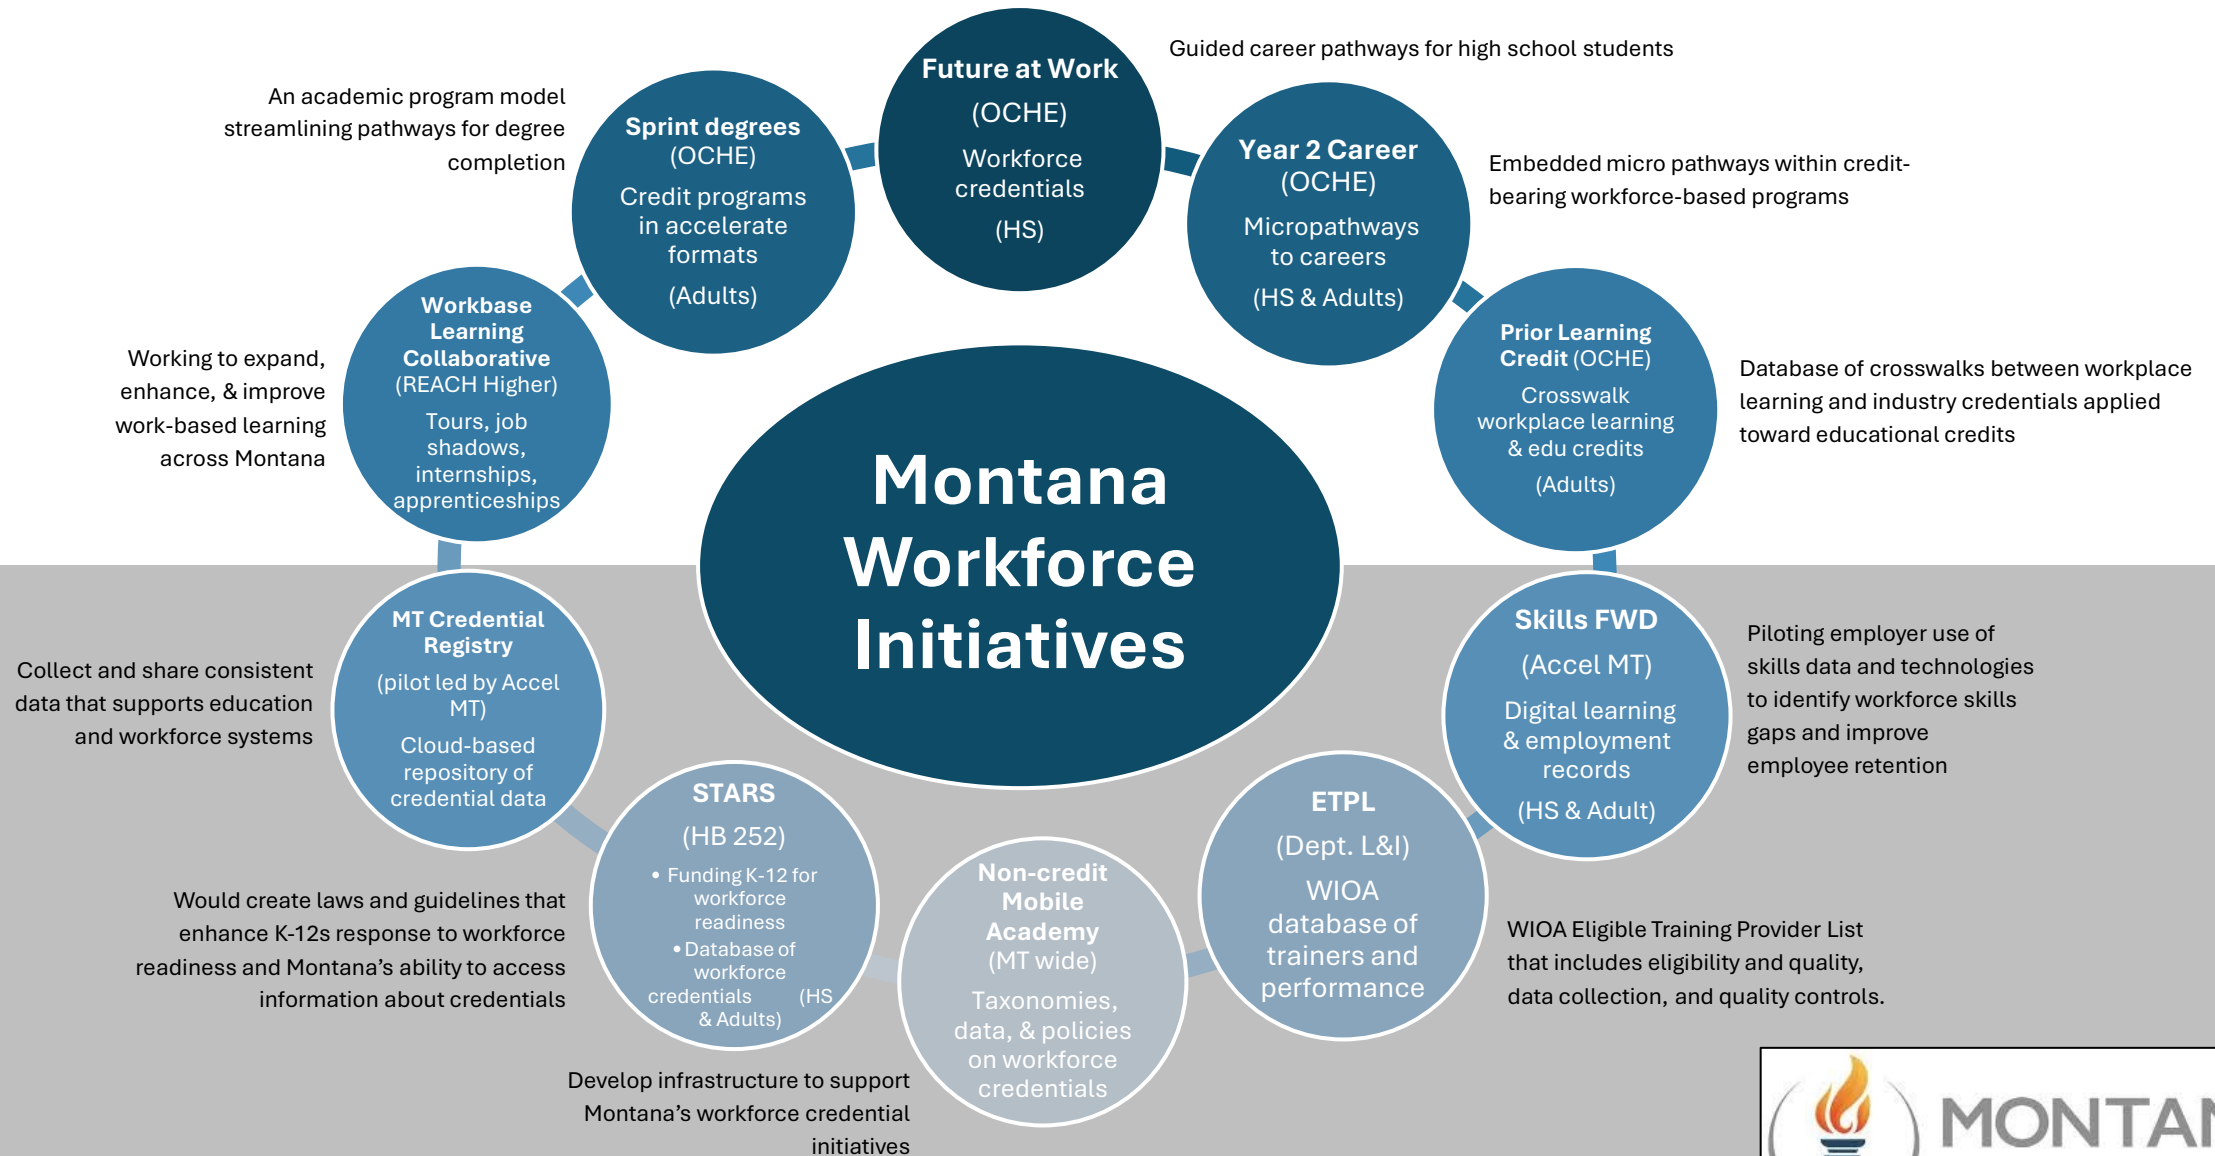 Future at Work
(OCHE)
Workforce
credentials
(HS)
Guided career pathways for high school students
Year 2 Career
(OCHE)
Micropathways
to careers
(HS & Adults)
Embedded micro pathways within credit-
bearing workforce-based programs
Prior Learning
Credit (OCHE)
Crosswalk
workplace learning
& edu credits
(Adults)
Database of crosswalks between workplace
learning and industry credentials applied
toward educational credits
Skills FWD
(Accel MT)
Digital learning
& employment
records
(HS & Adult)
Piloting employer use of
skills data and technologies
to identify workforce skills
gaps and improve
employee retention
ETPL
(Dept. L&I)
WIOA
database of
trainers and
performance
WIOA Eligible Training Provider List
that includes eligibility and quality,
data collection, and quality controls.
Non-credit
Mobile
Academy
(MT wide)
Taxonomies,
data, & policies
on workforce
credentials
Develop infrastructure to support
Montana’s workforce credential
initiatives
STARS
(HB 252)
• Funding K-12 for
workforce
readiness
• Database of
workforce
credentials (HS
& Adults)
Would create laws and guidelines that
enhance K-12s response to workforce
readiness and Montana’s ability to access
information about credentials
MT Credential
Registry
(pilot led by Accel
MT)
Cloud-based
repository of
credential data
Collect and share consistent
data that supports education
and workforce systems
Workbase
Learning
Collaborative
(REACH Higher)
Tours, job
shadows,
internships,
apprenticeships
Working to expand,
enhance, & improve
work-based learning
across Montana
Sprint degrees
(OCHE)
Credit programs
in accelerate
formats
(Adults)
An academic program model
streamlining pathways for degree
completion
Montana
Workforce
Initiatives